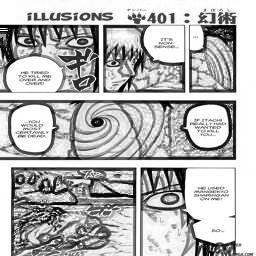 ILLUSIONS 401:幻術
IT'S
NON-
SENSE...
HE TRIED
TO KILL ME
OVER AND
OVER!
IF ITACHI
REALLY HAD
WANTED
TO KILL
YOU...
YOU WOULD
MOST
CERTAINLY
BE DEAD.
HE USED
MANGEKYO
SHARINGAN
ON ME!
SO...